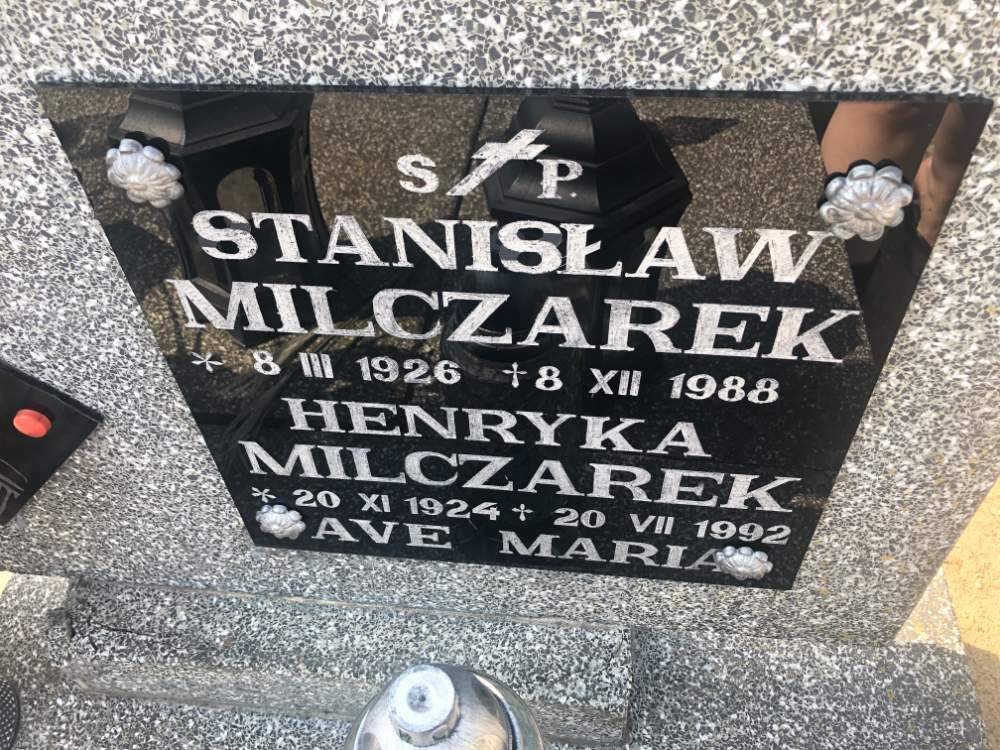 S † P.
STANISŁAW
MILCZAREK
* 8 III 1926 † 8 XII 1988
HENRYKA
MILCZAREK
* 20 XI 1924 † 20 VII 1992
AVE MARIA